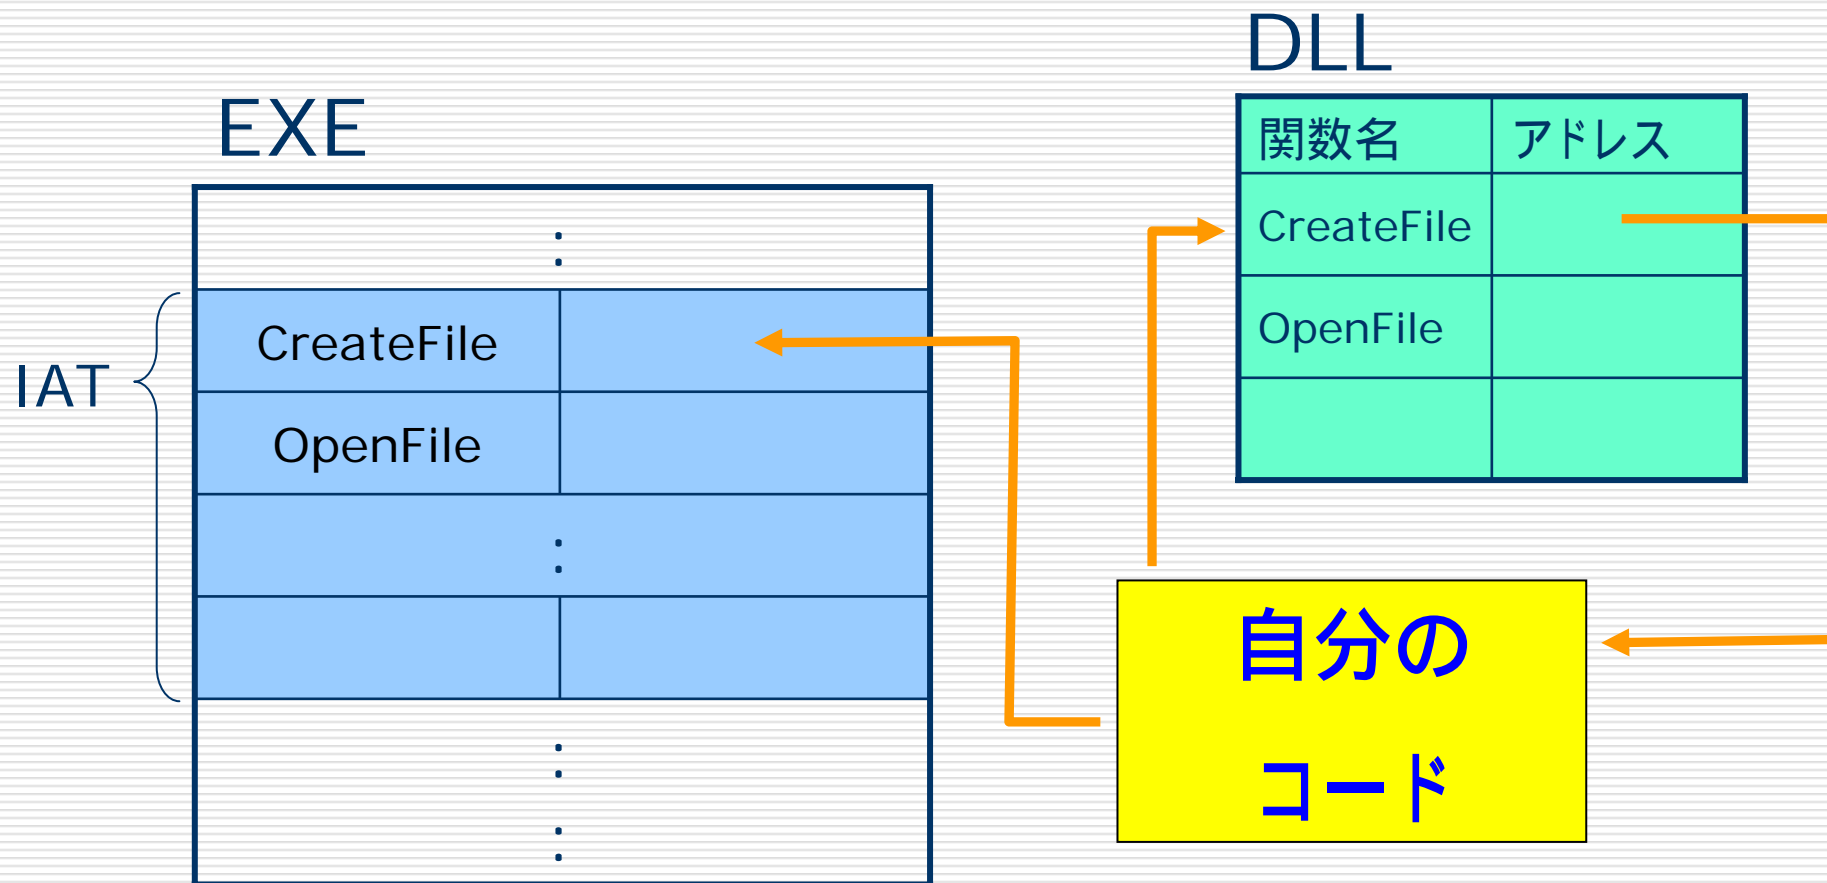 DLL
EXE
関数名 アドレス
CreateFile
OpenFile
IAT
CreateFile
OpenFile
:
:
:
:
自分の
コード